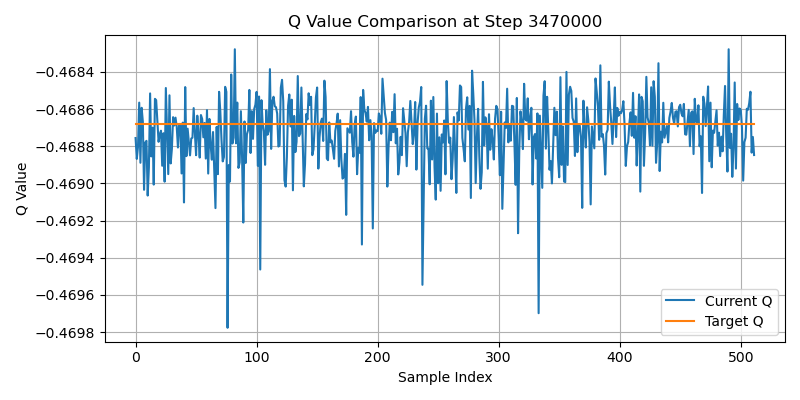 Q Value Comparison at Step 3470000
Q Value
−0.4684
−0.4686
−0.4688
−0.4690
−0.4692
−0.4694
−0.4696
−0.4698
0 100 200 300 400 500
Sample Index
Current Q
Target Q